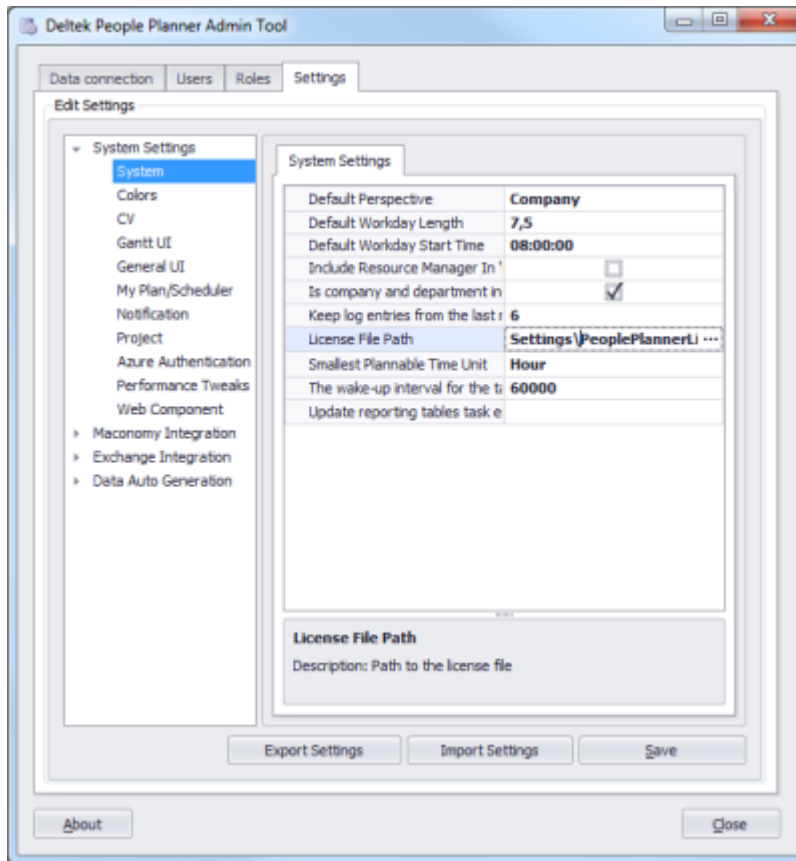 Deltek People Planner Admin Tool
Data connection Users Roles Settings
Edit Settings
System Settings
System
Colors
CV
Gantt UI
General UI
My Plan/Scheduler
Notification
Project
Azure Authentication
Performance Tweaks
Web Component
Maconomy Integration
Exchange Integration
Data Auto Generation
System Settings
Default Perspective Company
Default Workday Length 7,5
Default Workday Start Time 08:00:00
Include Resource Manager In '
Is company and department in
Keep log entries from the last r 6
License File Path Settings\PeoplePlannerLi ...
Smallest Plannable Time Unit Hour
The wake-up interval for the ta 60000
Update reporting tables task e
License File Path
Description: Path to the license file
Export Settings Import Settings Save
About Close